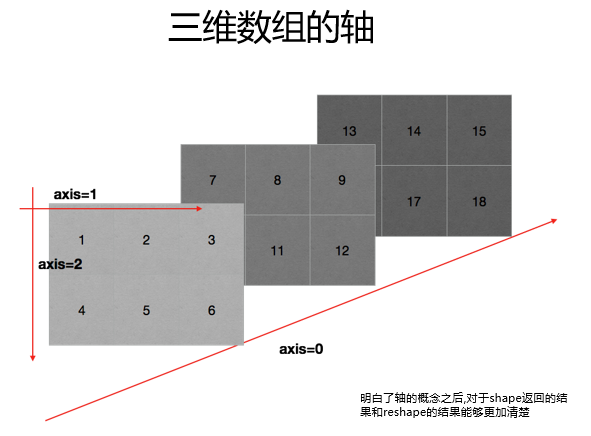 三维数组的轴
13 14 15
7 8 9
axis=1
17 18
1 2 3
11 12
axis=2
4 5 6
axis=0
明白了轴的概念之后,对于shape返回的结
果和reshape的结果能够更加清楚